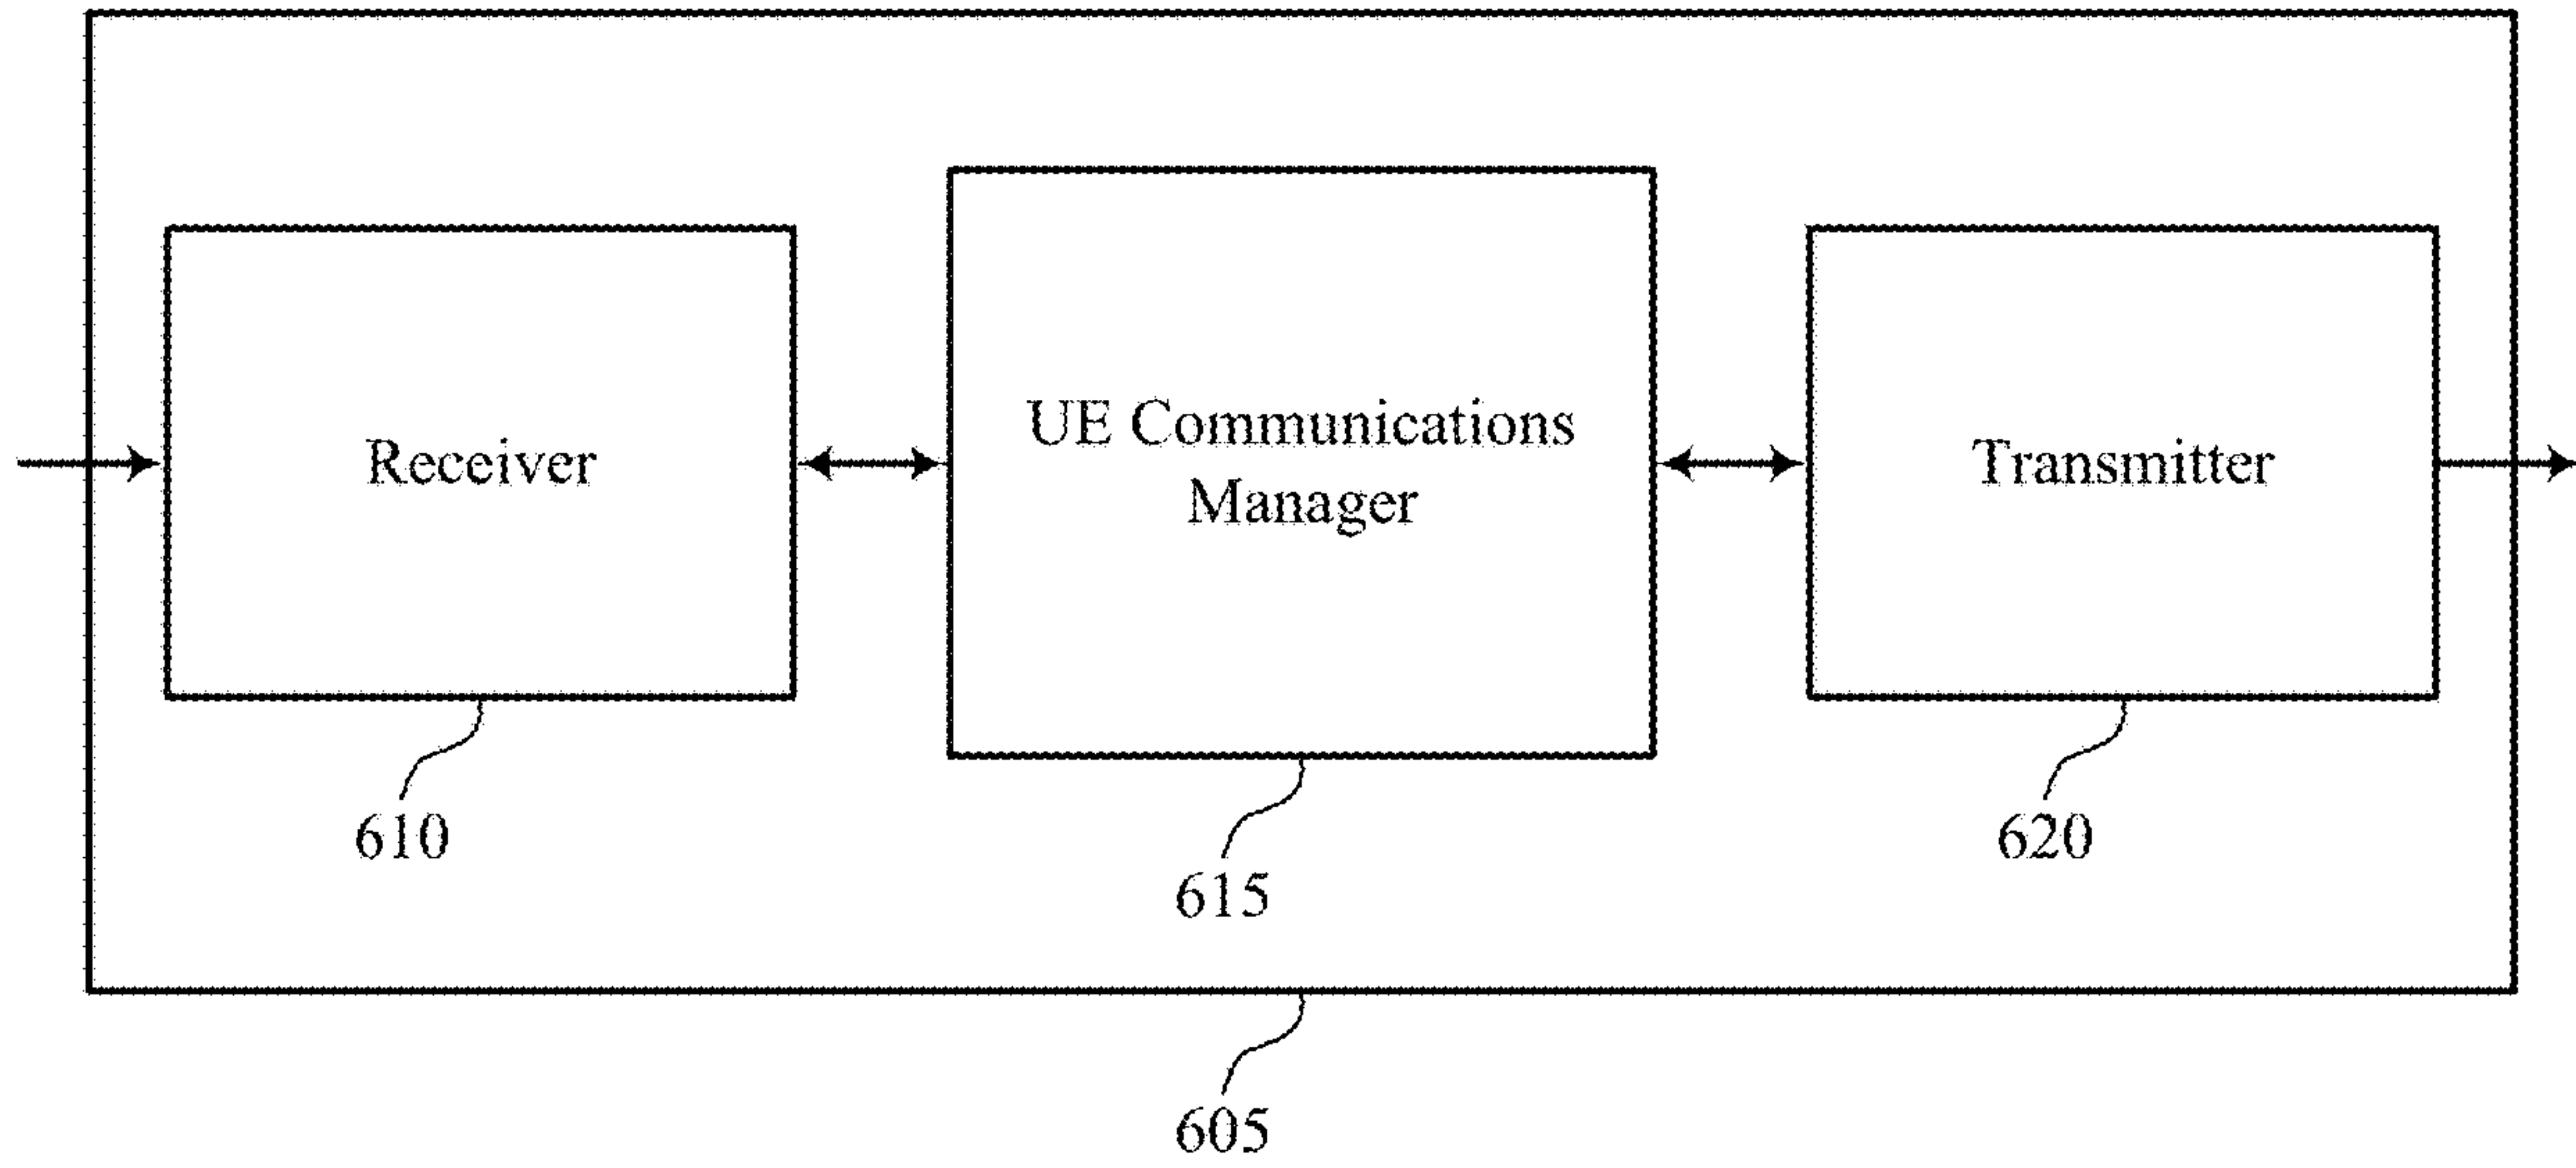 Receiver
UE Communications
Manager
Transmitter
610
615
620
605